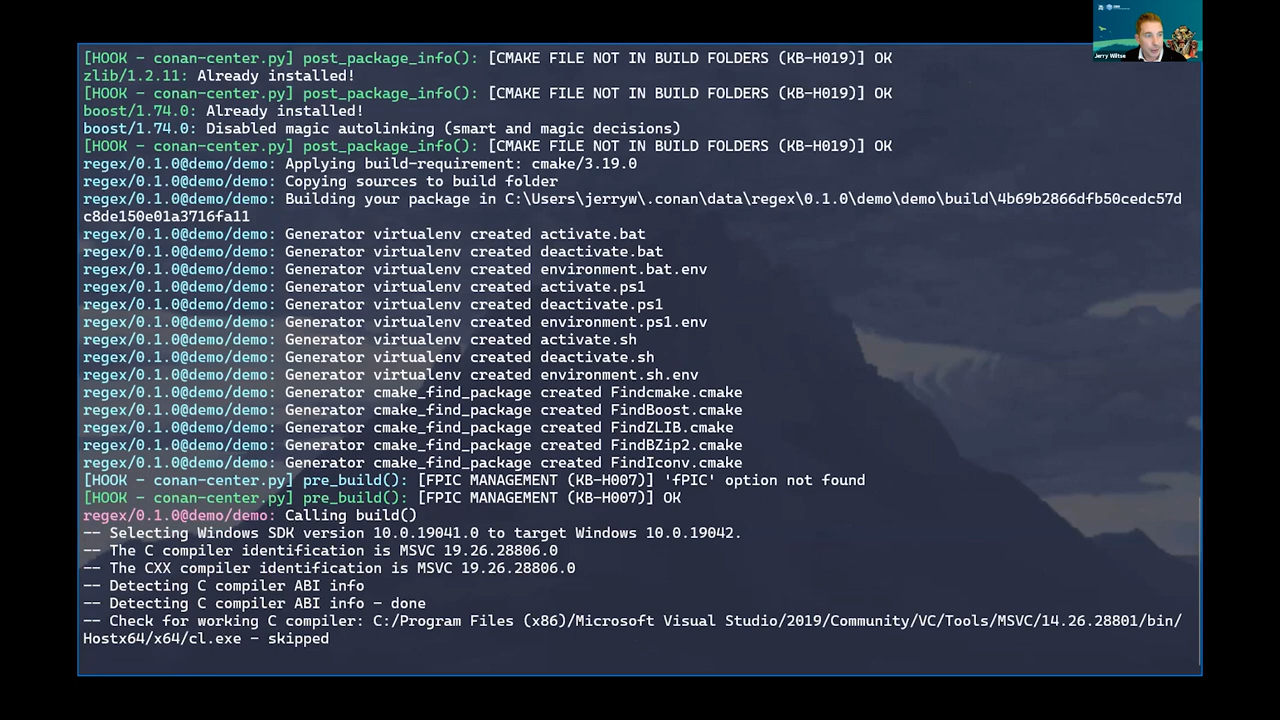 Jerry Wiltse
[HOOK - conan-center.py] post_package_info(): [CMAKE FILE NOT IN BUILD FOLDERS (KB-H019)] OK
zlib/1.2.11: Already installed!
[HOOK - conan-center.py] post_package_info(): [CMAKE FILE NOT IN BUILD FOLDERS (KB-H019)] OK
boost/1.74.0: Already installed!
boost/1.74.0: Disabled magic autolinking (smart and magic decisions)
[HOOK - conan-center.py] post_package_info(): [CMAKE FILE NOT IN BUILD FOLDERS (KB-H019)] OK
regex/0.1.0@demo/demo: Applying build-requirement: cmake/3.19.0
regex/0.1.0@demo/demo: Copying sources to build folder
regex/0.1.0@demo/demo: Building your package in C:\Users\jerryw\.conan\data\regex\0.1.0\demo\demo\build\4b69b2866dfb50cedc57d
c8de150e01a3716fa11
regex/0.1.0@demo/demo: Generator virtualenv created activate.bat
regex/0.1.0@demo/demo: Generator virtualenv created deactivate.bat
regex/0.1.0@demo/demo: Generator virtualenv created environment.bat.env
regex/0.1.0@demo/demo: Generator virtualenv created activate.ps1
regex/0.1.0@demo/demo: Generator virtualenv created deactivate.ps1
regex/0.1.0@demo/demo: Generator virtualenv created environment.ps1.env
regex/0.1.0@demo/demo: Generator virtualenv created activate.sh
regex/0.1.0@demo/demo: Generator virtualenv created deactivate.sh
regex/0.1.0@demo/demo: Generator virtualenv created environment.sh.env
regex/0.1.0@demo/demo: Generator cmake_find_package created Findcmake.cmake
regex/0.1.0@demo/demo: Generator cmake_find_package created FindBoost.cmake
regex/0.1.0@demo/demo: Generator cmake_find_package created FindZLIB.cmake
regex/0.1.0@demo/demo: Generator cmake_find_package created FindBZip2.cmake
regex/0.1.0@demo/demo: Generator cmake_find_package created FindIconv.cmake
[HOOK - conan-center.py] pre_build(): [FPIC MANAGEMENT (KB-H007)] 'fPIC' option not found
[HOOK - conan-center.py] pre_build(): [FPIC MANAGEMENT (KB-H007)] OK
regex/0.1.0@demo/demo: Calling build()
-- Selecting Windows SDK version 10.0.19041.0 to target Windows 10.0.19042.
-- The C compiler identification is MSVC 19.26.28806.0
-- The CXX compiler identification is MSVC 19.26.28806.0
-- Detecting C compiler ABI info
-- Detecting C compiler ABI info - done
-- Check for working C compiler: C:/Program Files (x86)/Microsoft Visual Studio/2019/Community/VC/Tools/MSVC/14.26.28801/bin/
Hostx64/x64/cl.exe - skipped